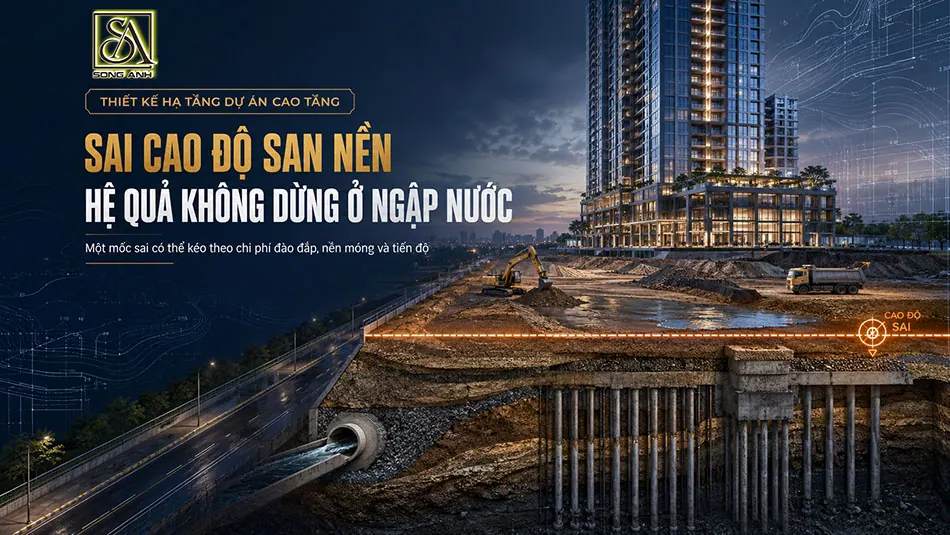 SONG ANH
THIẾT KẾ HẠ TẦNG DỰ ÁN CAO TẦNG
SAI CAO ĐỘ SAN NỀN
HỆ QUẢ KHÔNG DỪNG Ở NGẬP NƯỚC
Một mốc sai có thể kéo theo chi phí đào đắp, nền móng và tiến độ
CAO ĐỘ
SAI